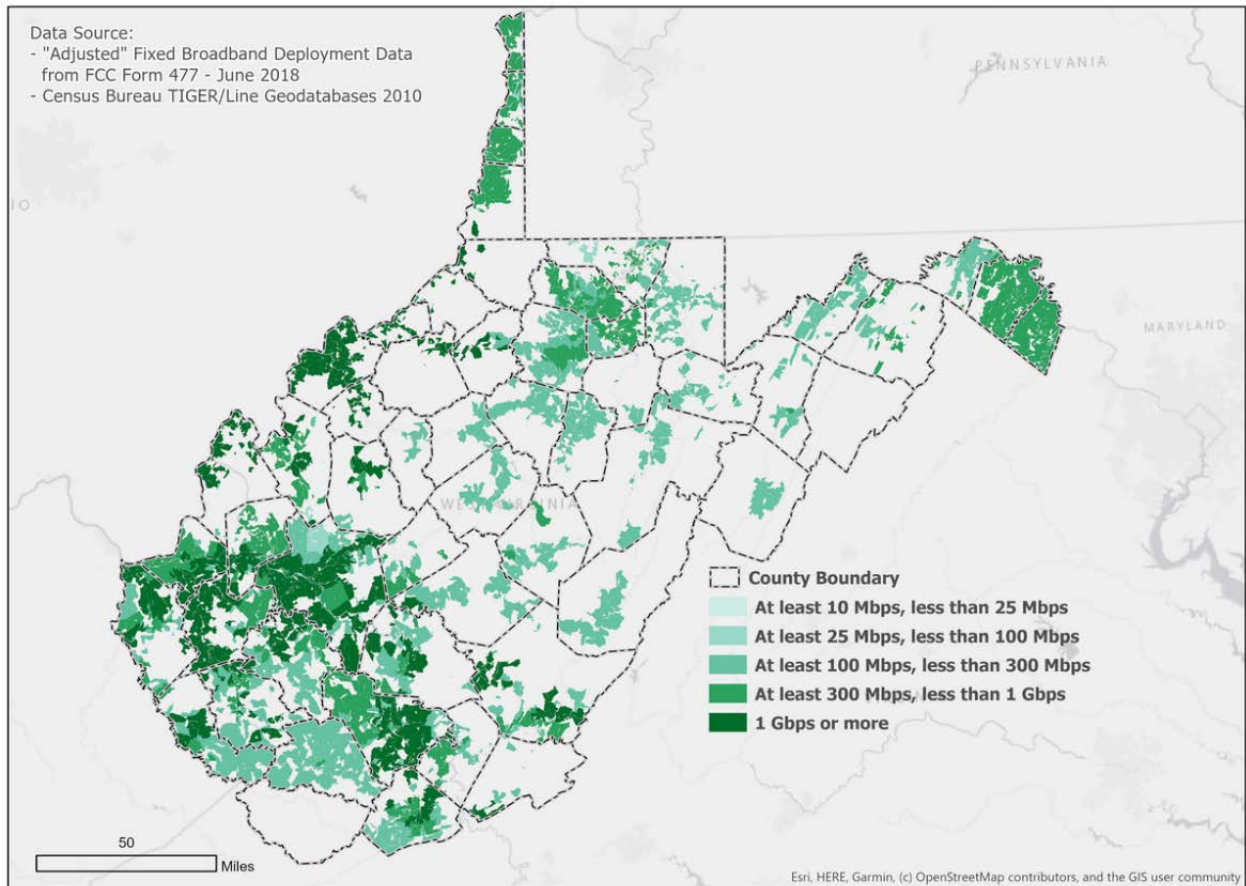 Data Source:
- "Adjusted" Fixed Broadband Deployment Data
from FCC Form 477 - June 2018
- Census Bureau TIGER/Line Geodatabases 2010
PENNSYLVANIA
IO
MARYLAND
WEST VIRGINIA
County Boundary
At least 10 Mbps, less than 25 Mbps
At least 25 Mbps, less than 100 Mbps
At least 100 Mbps, less than 300 Mbps
At least 300 Mbps, less than 1 Gbps
1 Gbps or more
50
Miles
Esri, HERE, Garmin, (c) OpenStreetMap contributors, and the GIS user community